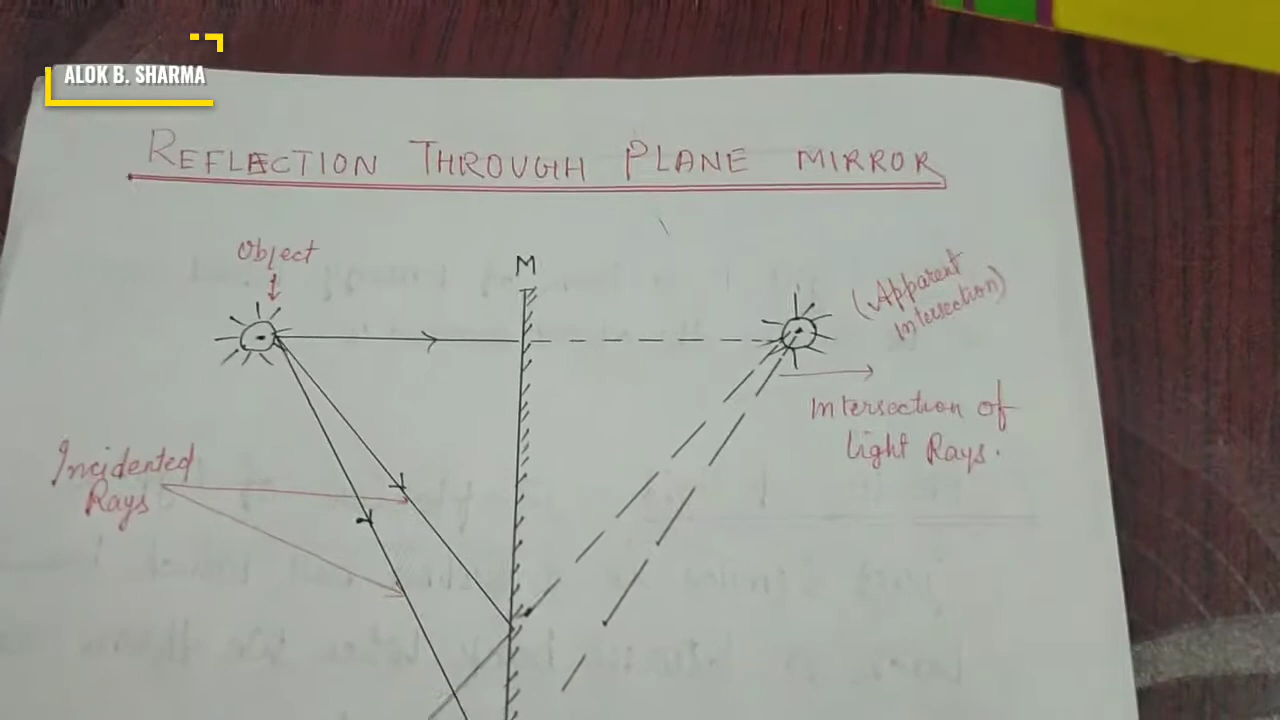 ALOK B. SHARMA
REFLECTION THROUGH PLANE MIRROR
Object
M
(Apparent
Intersection)
Intersection of
Light Rays.
Incidented
Rays